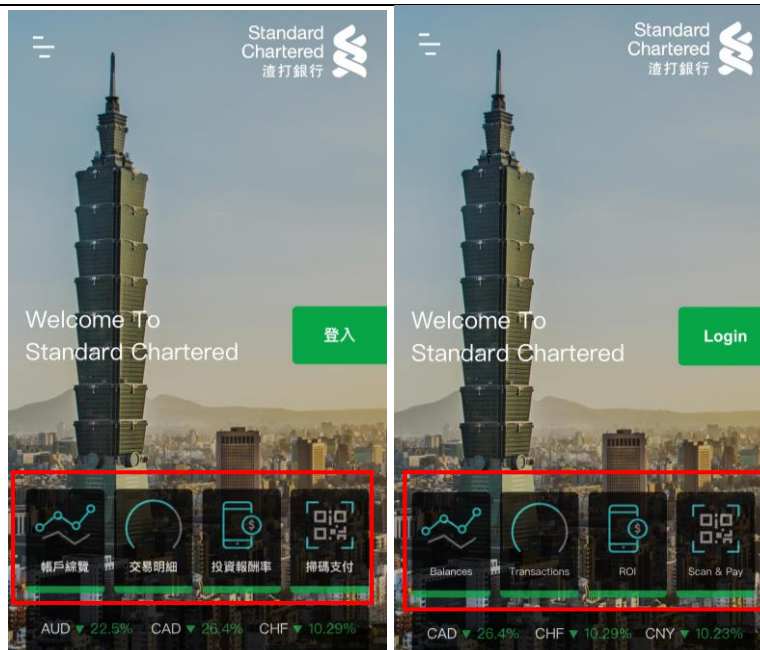 Standard
Chartered
渣打銀行
Welcome To
Standard Chartered
登入
帳戶綜覽 交易明細 投資報酬率 掃碼支付
AUD ▼ 22.5% CAD ▼ 26.4% CHF ▼ 10.29%
Standard
Chartered
渣打銀行
Welcome To
Standard Chartered
Login
Balances Transactions ROI Scan & Pay
CAD ▼ 26.4% CHF ▼ 10.29% CNY ▼ 10.23%